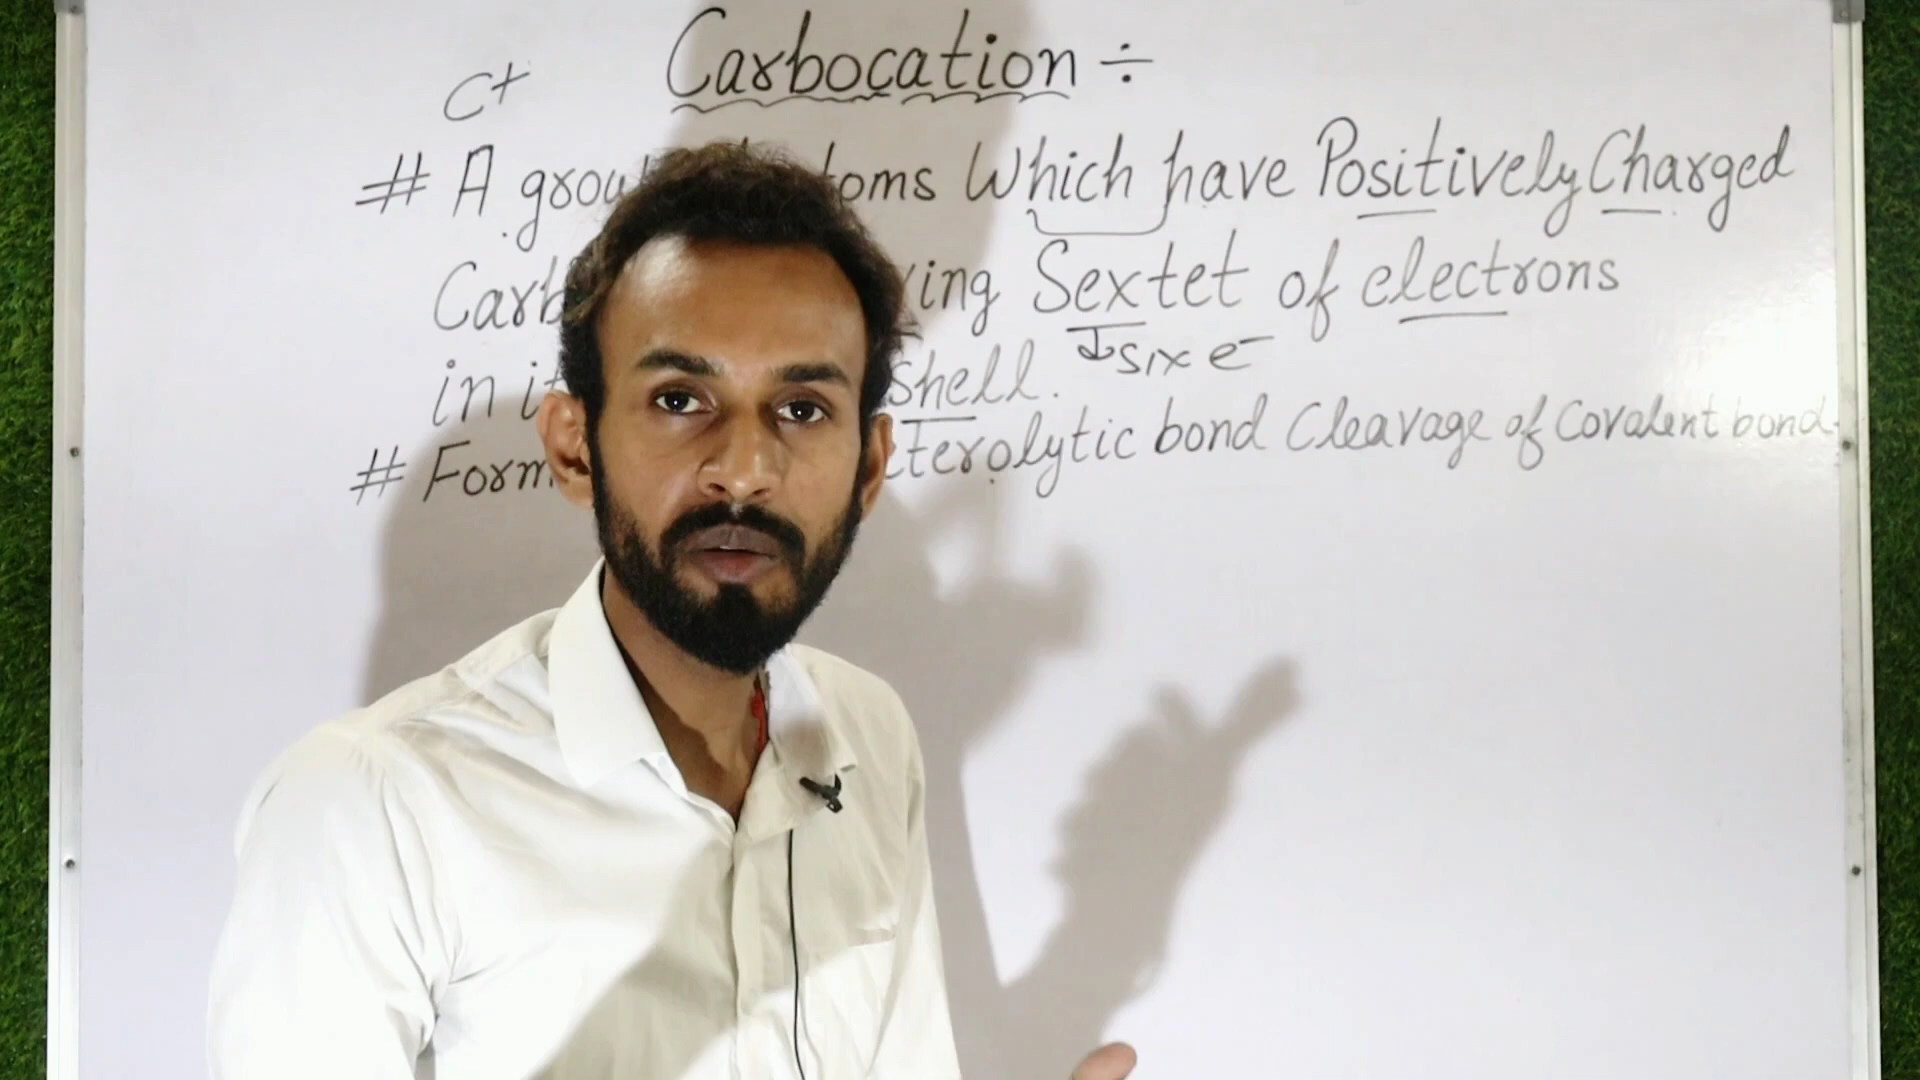 Carbocation ÷
C+
# A grou toms Which have Positively Charged
Carb ing Sextet of electrons
six e-
in it shell.
# Form terolytic bond Cleavage of Covalent bond.